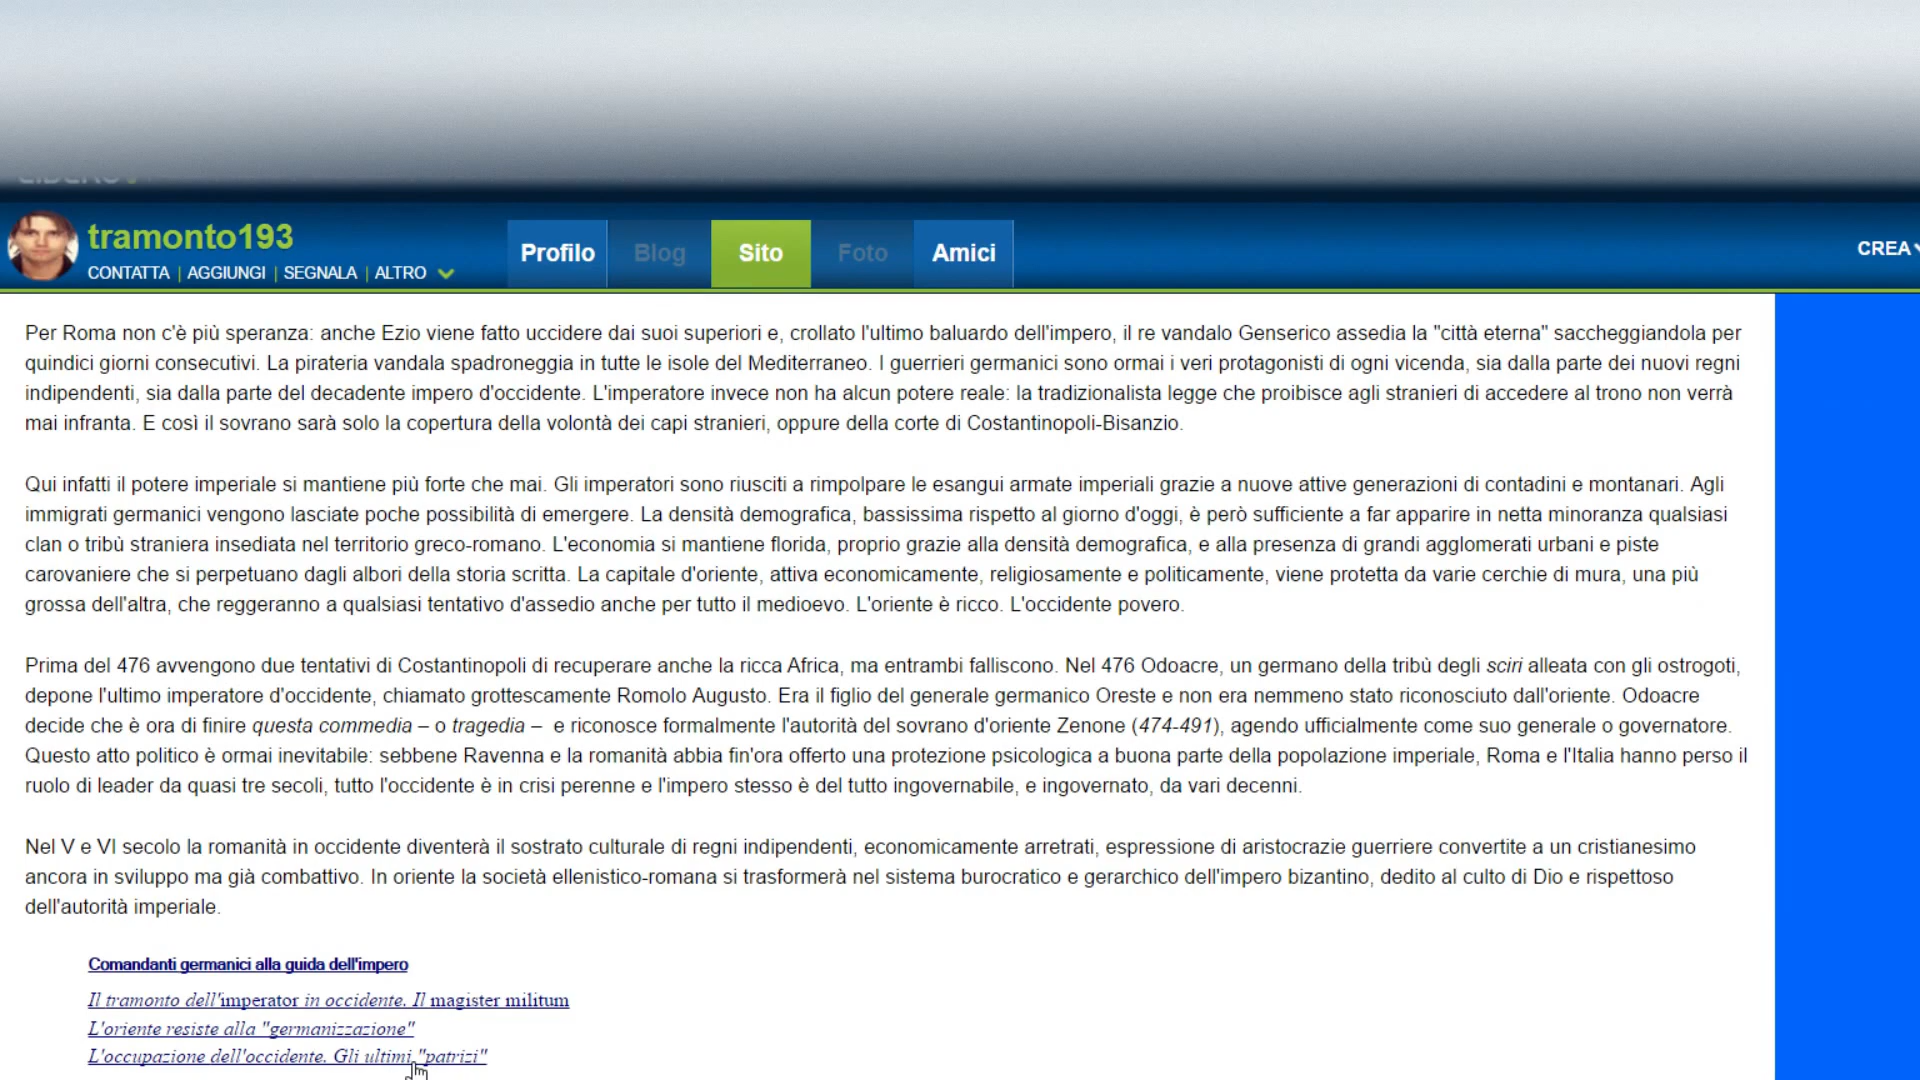 tramonto193
CONTATTA | AGGIUNGI | SEGNALA | ALTRO
Profilo
Blog
Sito
Foto
Amici
CREA
Per Roma non c'è più speranza: anche Ezio viene fatto uccidere dai suoi superiori e, crollato l'ultimo baluardo dell'impero, il re vandalo Genserico assedia la "città eterna" saccheggiandola per
quindici giorni consecutivi. La pirateria vandala spadroneggia in tutte le isole del Mediterraneo. I guerrieri germanici sono ormai i veri protagonisti di ogni vicenda, sia dalla parte dei nuovi regni
indipendenti, sia dalla parte del decadente impero d'occidente. L'imperatore invece non ha alcun potere reale: la tradizionalista legge che proibisce agli stranieri di accedere al trono non verrà
mai infranta. E così il sovrano sarà solo la copertura della volontà dei capi stranieri, oppure della corte di Costantinopoli-Bisanzio.
Qui infatti il potere imperiale si mantiene più forte che mai. Gli imperatori sono riusciti a rimpolpare le esangui armate imperiali grazie a nuove attive generazioni di contadini e montanari. Agli
immigrati germanici vengono lasciate poche possibilità di emergere. La densità demografica, bassissima rispetto al giorno d'oggi, è però sufficiente a far apparire in netta minoranza qualsiasi
clan o tribù straniera insediata nel territorio greco-romano. L'economia si mantiene florida, proprio grazie alla densità demografica, e alla presenza di grandi agglomerati urbani e piste
carovaniere che si perpetuano dagli albori della storia scritta. La capitale d'oriente, attiva economicamente, religiosamente e politicamente, viene protetta da varie cerchie di mura, una più
grossa dell'altra, che reggeranno a qualsiasi tentativo d'assedio anche per tutto il medioevo. L'oriente è ricco. L'occidente povero.
Prima del 476 avvengono due tentativi di Costantinopoli di recuperare anche la ricca Africa, ma entrambi falliscono. Nel 476 Odoacre, un germano della tribù degli sciri alleata con gli ostrogoti,
depone l'ultimo imperatore d'occidente, chiamato grottescamente Romolo Augusto. Era il figlio del generale germanico Oreste e non era nemmeno stato riconosciuto dall'oriente. Odoacre
decide che è ora di finire questa commedia – o tragedia – e riconosce formalmente l'autorità del sovrano d'oriente Zenone (474-491), agendo ufficialmente come suo generale o governatore.
Questo atto politico è ormai inevitabile: sebbene Ravenna e la romanità abbia fin'ora offerto una protezione psicologica a buona parte della popolazione imperiale, Roma e l'Italia hanno perso il
ruolo di leader da quasi tre secoli, tutto l'occidente è in crisi perenne e l'impero stesso è del tutto ingovernabile, e ingovernato, da vari decenni.
Nel V e VI secolo la romanità in occidente diventerà il sostrato culturale di regni indipendenti, economicamente arretrati, espressione di aristocrazie guerriere convertite a un cristianesimo
ancora in sviluppo ma già combattivo. In oriente la società ellenistico-romana si trasformerà nel sistema burocratico e gerarchico dell'impero bizantino, dedito al culto di Dio e rispettoso
dell'autorità imperiale.
Comandanti germanici alla guida dell'impero
Il tramonto dell'imperator in occidente. Il magister militum
L'oriente resiste alla "germanizzazione"
L'occupazione dell'occidente. Gli ultimi "patrizi"